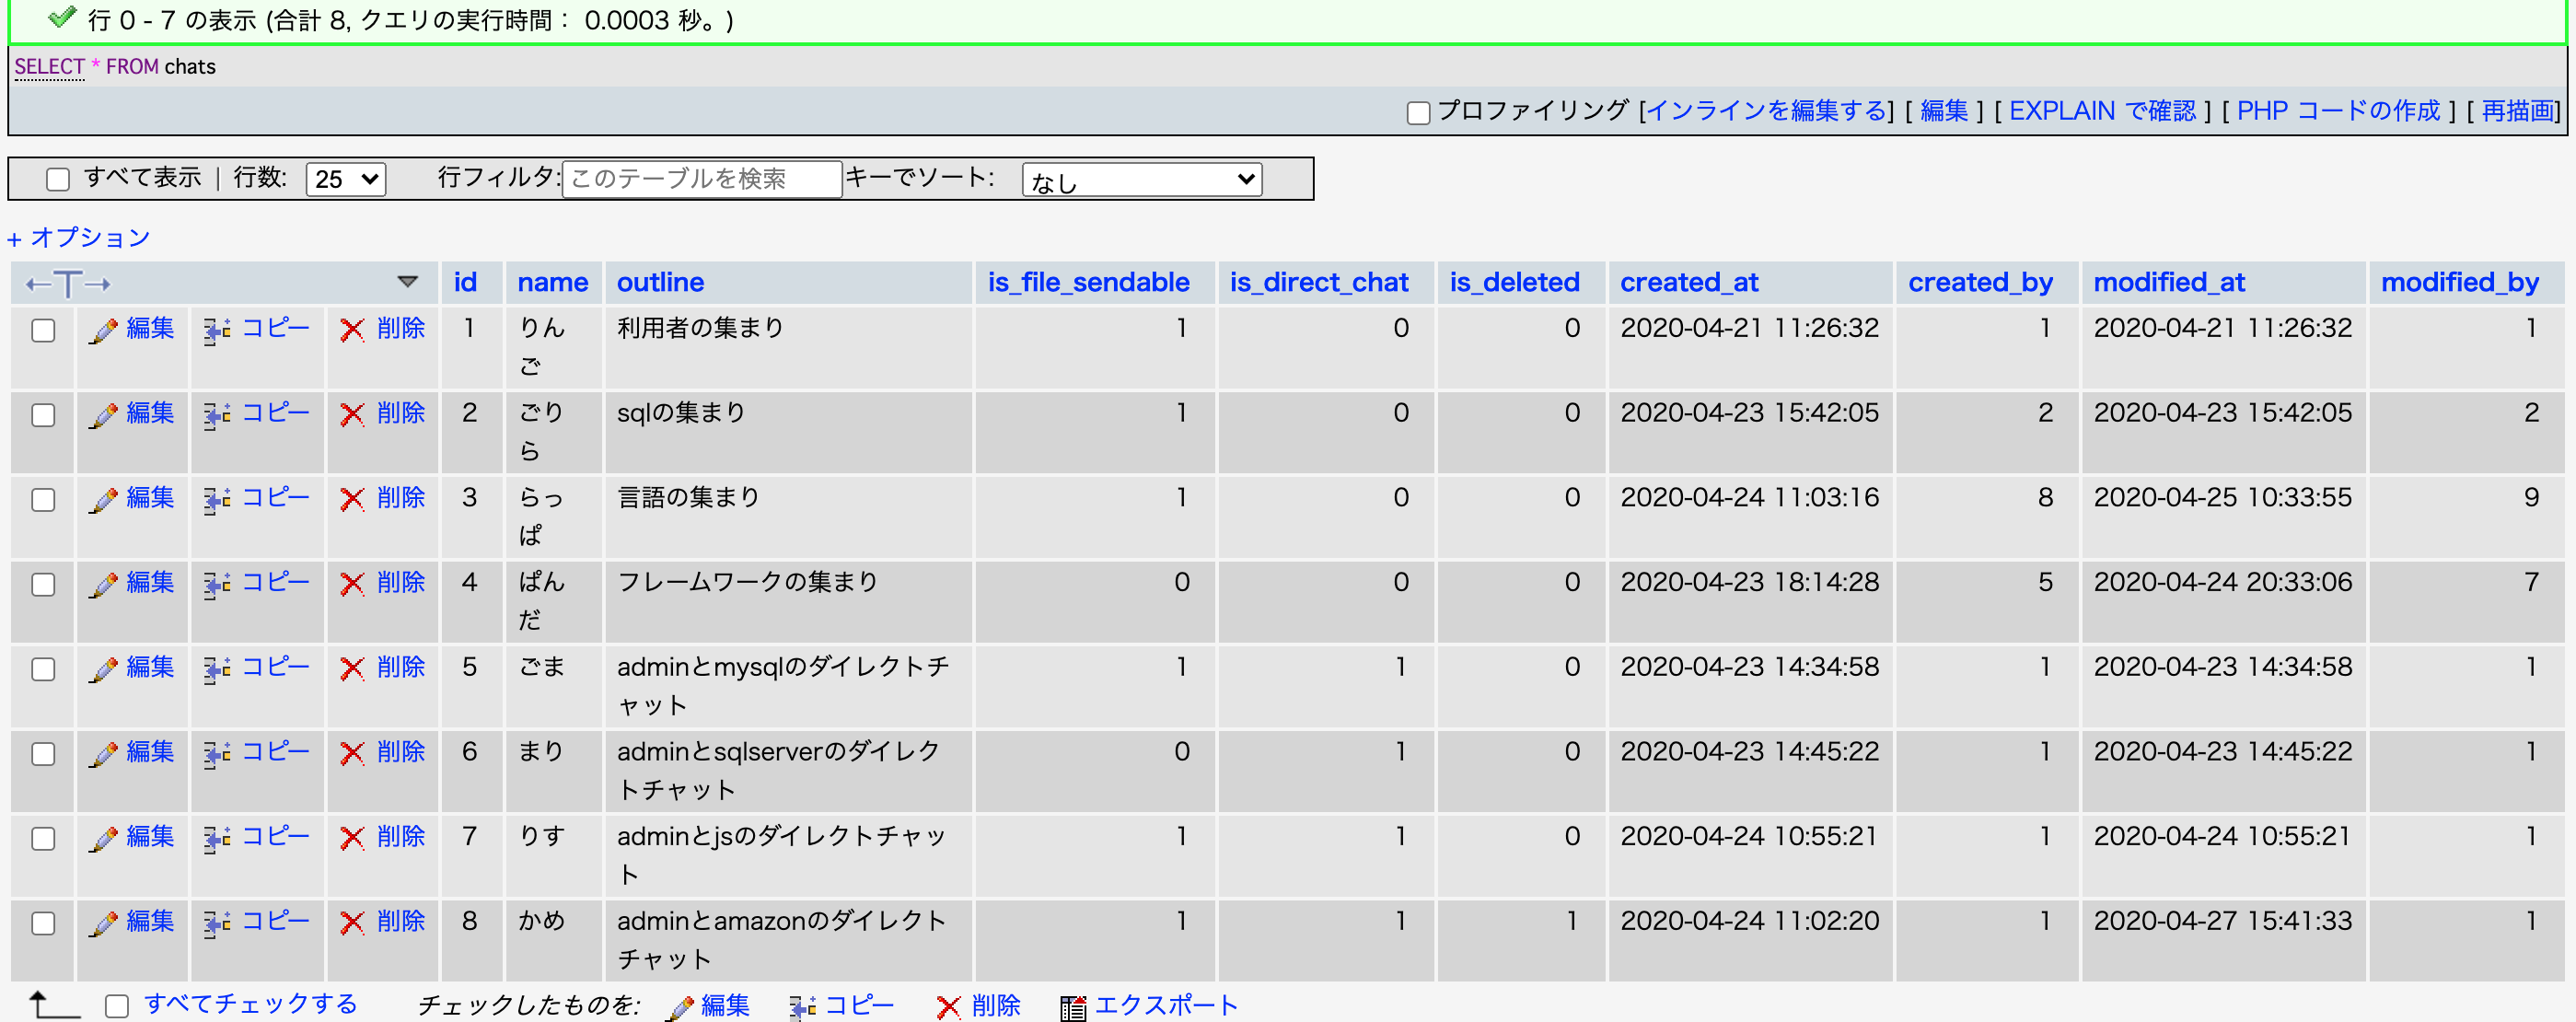 行 0 - 7 の表示 (合計 8, クエリの実行時間： 0.0003 秒。)
SELECT * FROM chats
プロファイリング [インラインを編集する] [ 編集 ] [ EXPLAIN で確認 ] [ PHP コードの作成 ] [ 再描画]
すべて表示 | 行数: 25 行フィルタ: このテーブルを検索 キーでソート: なし
+ オプション
←T→ id name outline is_file_sendable is_direct_chat is_deleted created_at created_by modified_at modified_by
編集 コピー 削除 1 りん 利用者の集まり 1 0 0 2020-04-21 11:26:32 1 2020-04-21 11:26:32 1
ご
編集 コピー 削除 2 ごり sqlの集まり 1 0 0 2020-04-23 15:42:05 2 2020-04-23 15:42:05 2
ら
編集 コピー 削除 3 らっ 言語の集まり 1 0 0 2020-04-24 11:03:16 8 2020-04-25 10:33:55 9
ぱ
編集 コピー 削除 4 ぱん フレームワークの集まり 0 0 0 2020-04-23 18:14:28 5 2020-04-24 20:33:06 7
だ
編集 コピー 削除 5 ごま adminとmysqlのダイレクトチ 1 1 0 2020-04-23 14:34:58 1 2020-04-23 14:34:58 1
ャット
編集 コピー 削除 6 まり adminとsqlserverのダイレク 0 1 0 2020-04-23 14:45:22 1 2020-04-23 14:45:22 1
トチャット
編集 コピー 削除 7 りす adminとjsのダイレクトチャッ 1 1 0 2020-04-24 10:55:21 1 2020-04-24 10:55:21 1
ト
編集 コピー 削除 8 かめ adminとamazonのダイレクト 1 1 1 2020-04-24 11:02:20 1 2020-04-27 15:41:33 1
チャット
すべてチェックする チェックしたものを: 編集 コピー 削除 エクスポート